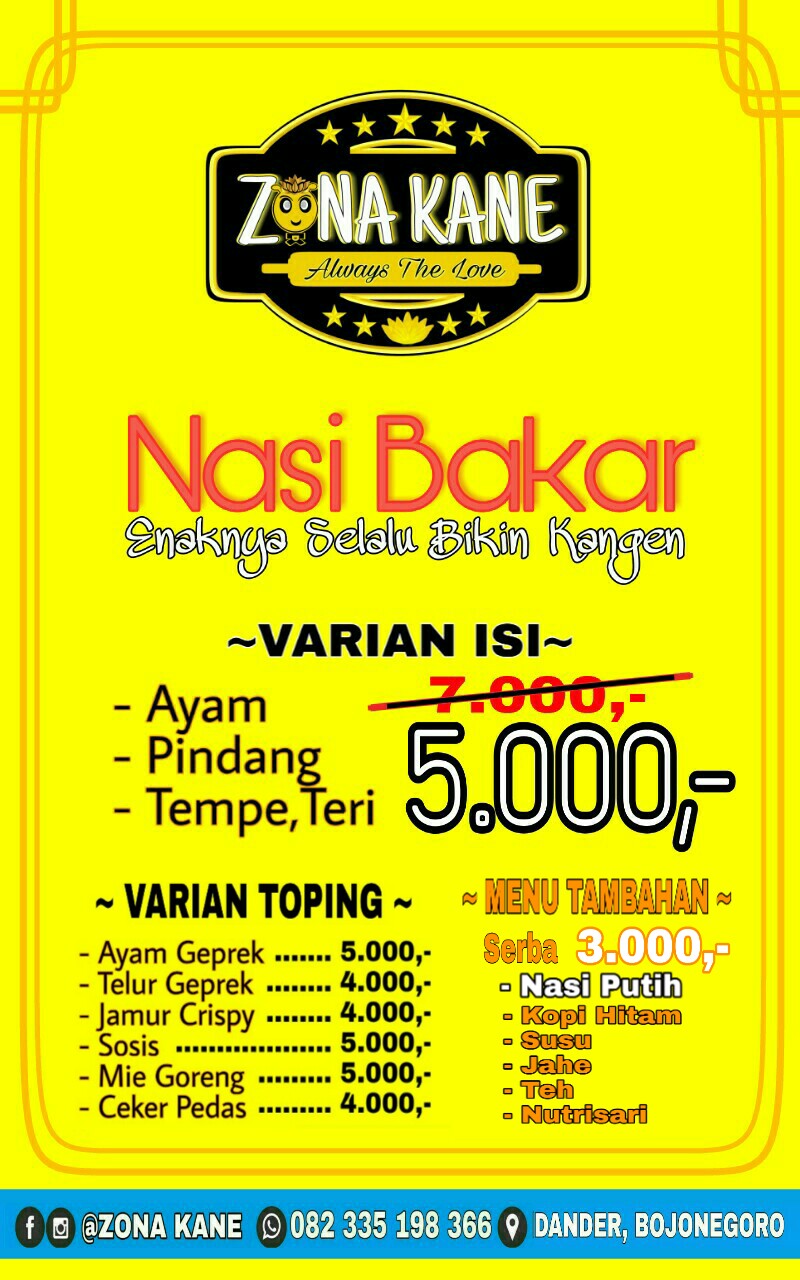 ZONA KANE
Always The Love
Nasi Bakar
Enaknya Selalu Bikin Kangen
~VARIAN ISI~
- Ayam
- Pindang
- Tempe,Teri
7.000,-
5.000,-
~ VARIAN TOPING ~
- Ayam Geprek ....... 5.000,-
- Telur Geprek ........ 4.000,-
- Jamur Crispy ........ 4.000,-
- Sosis .................... 5.000,-
- Mie Goreng ......... 5.000,-
- Ceker Pedas ......... 4.000,-
~ MENU TAMBAHAN ~
Serba 3.000,-
- Nasi Putih
- Kopi Hitam
- Susu
- Jahe
- Teh
- Nutrisari
@ZONA KANE 082 335 198 366 DANDER, BOJONEGORO